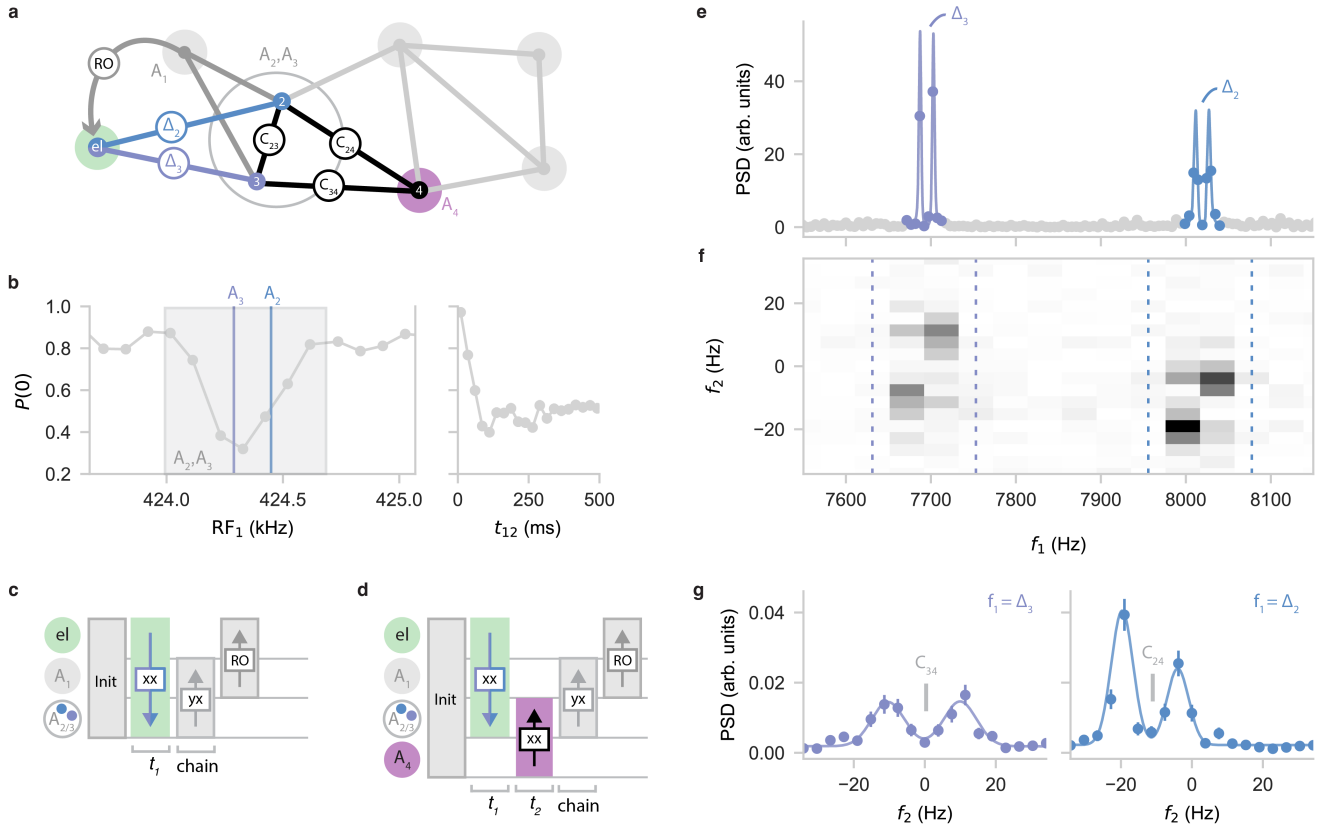 a
RO
A1
A2,A3
Δ2
2
el
C23
C24
Δ3
3
C34
4
A4
b
A3 A2
1.0
0.8
0.6
0.4
0.2
P(0)
A2,A3
424.0 424.5 425.0
RF1 (kHz)
0 250 500
t12 (ms)
c
el
A1
A2/3
Init
xx
yx
RO
t1 chain
d
el
A1
A2/3
A4
Init
xx
xx
yx
RO
t1 t2 chain
e
Δ3
Δ2
PSD (arb. units)
40
20
0
f
f2 (Hz)
20
0
−20
7600 7700 7800 7900 8000 8100
f1 (Hz)
g
PSD (arb. units)
0.04
0.02
0.00
f1 = Δ3
C34
−20 0 20
f2 (Hz)
f1 = Δ2
C24
−20 0 20
f2 (Hz)